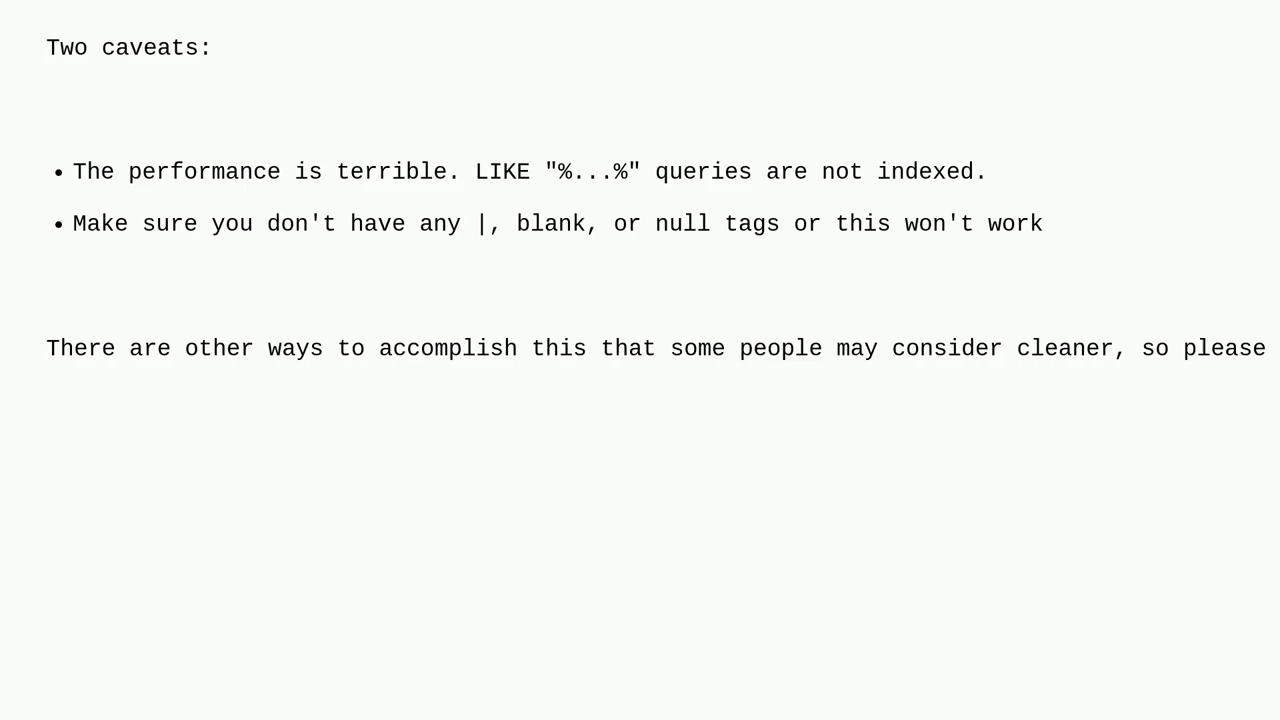 Two caveats:
• The performance is terrible. LIKE "%...%" queries are not indexed.
• Make sure you don't have any |, blank, or null tags or this won't work
There are other ways to accomplish this that some people may consider cleaner, so please